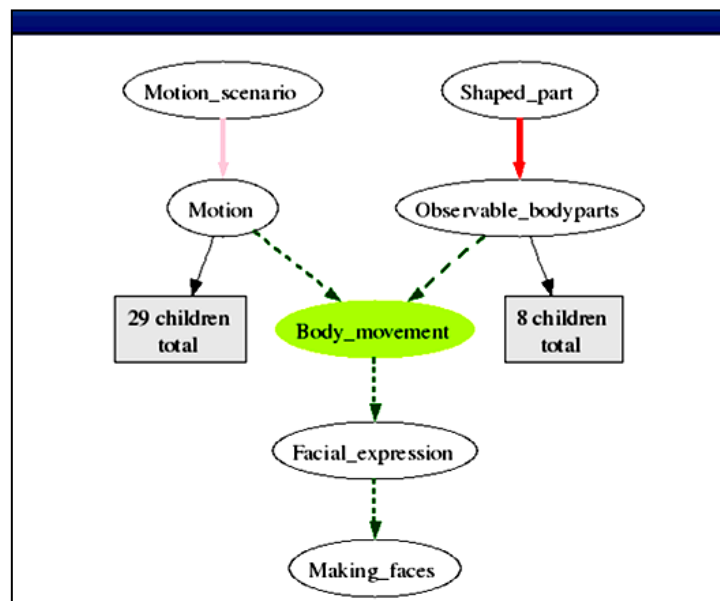 Motion_scenario
Shaped_part
Motion
Observable_bodyparts
29 children
total
Body_movement
8 children
total
Facial_expression
Making_faces